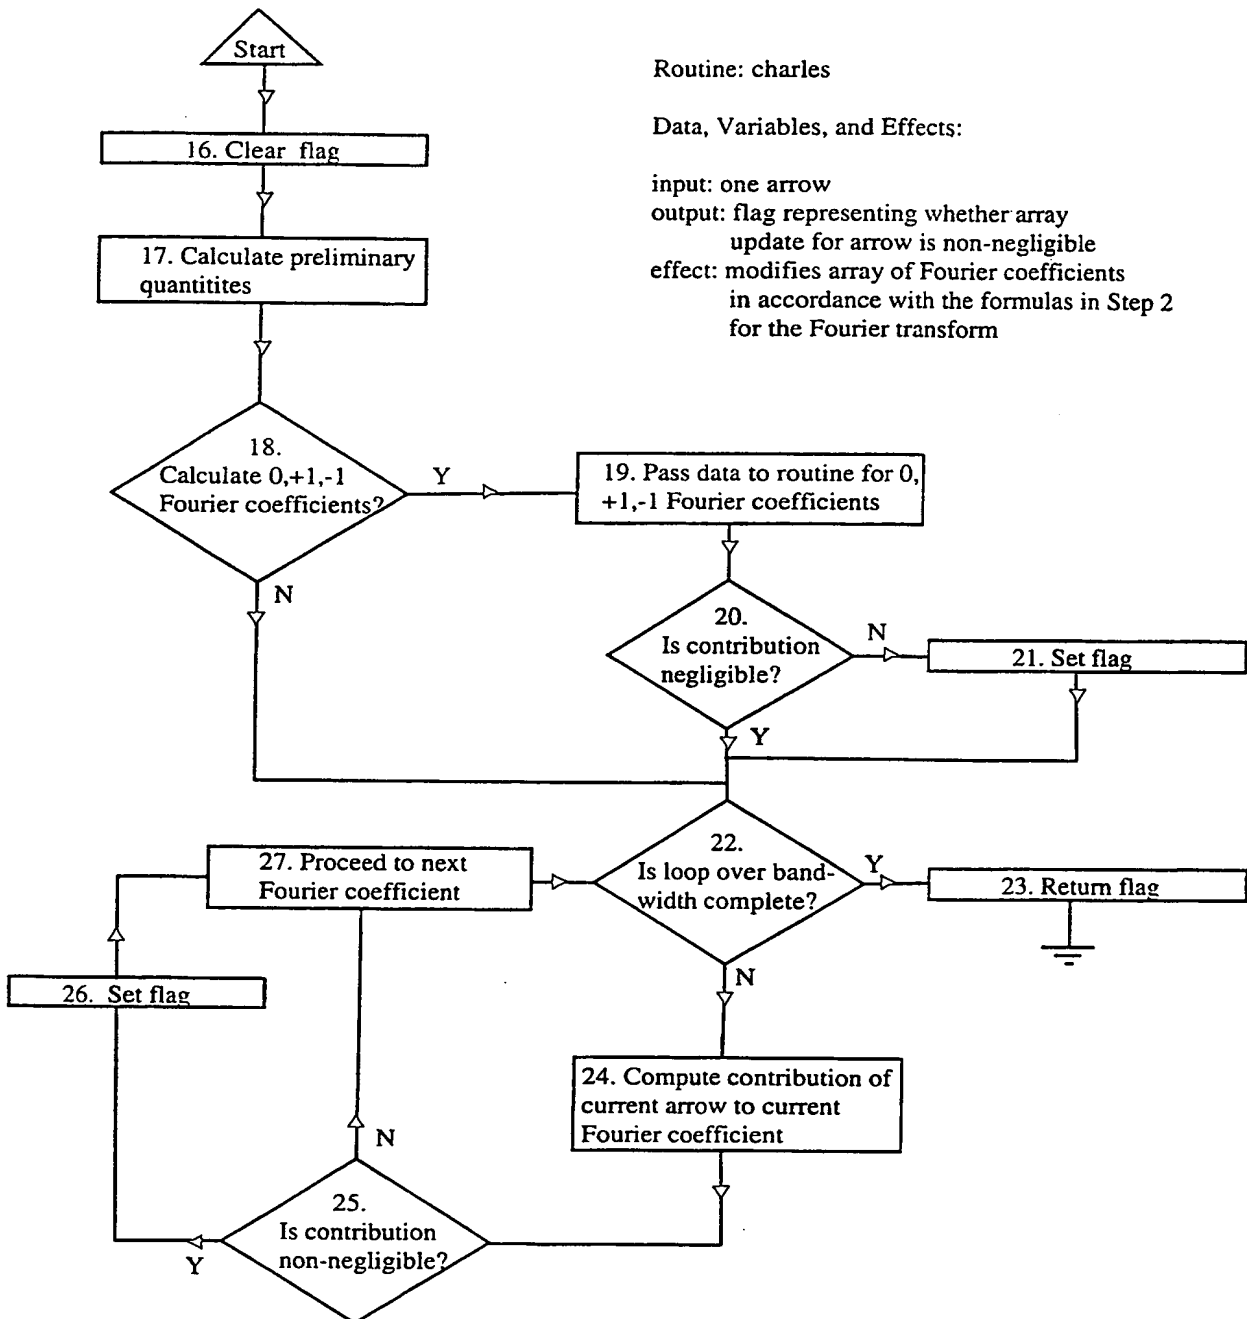 Start
Routine: charles
Data, Variables, and Effects:
16. Clear flag
input: one arrow
output: flag representing whether array
update for arrow is non-negligible
effect: modifies array of Fourier coefficients
in accordance with the formulas in Step 2
for the Fourier transform
17. Calculate preliminary
quantitites
18.
Calculate 0,+1,-1
Fourier coefficients?
Y
N
19. Pass data to routine for 0,
+1,-1 Fourier coefficients
20.
Is contribution
negligible?
N
Y
21. Set flag
22.
Is loop over band-
width complete?
Y
N
23. Return flag
27. Proceed to next
Fourier coefficient
26. Set flag
24. Compute contribution of
current arrow to current
Fourier coefficient
N
25.
Is contribution
non-negligible?
Y